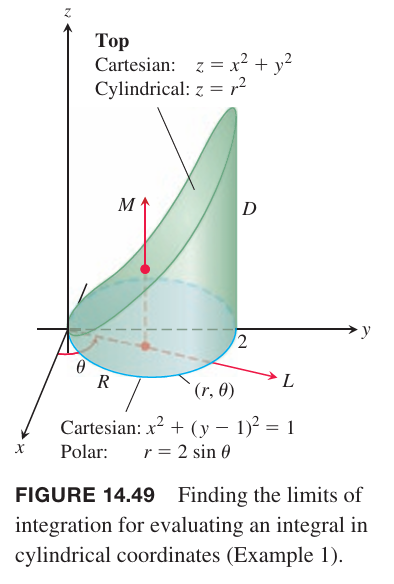 z
Top
Cartesian: z = x² + y²
Cylindrical: z = r²
M
D
y
2
θ
R
(r, θ)
L
Cartesian: x² + (y − 1)² = 1
x
Polar: r = 2 sin θ
FIGURE 14.49 Finding the limits of
integration for evaluating an integral in
cylindrical coordinates (Example 1).